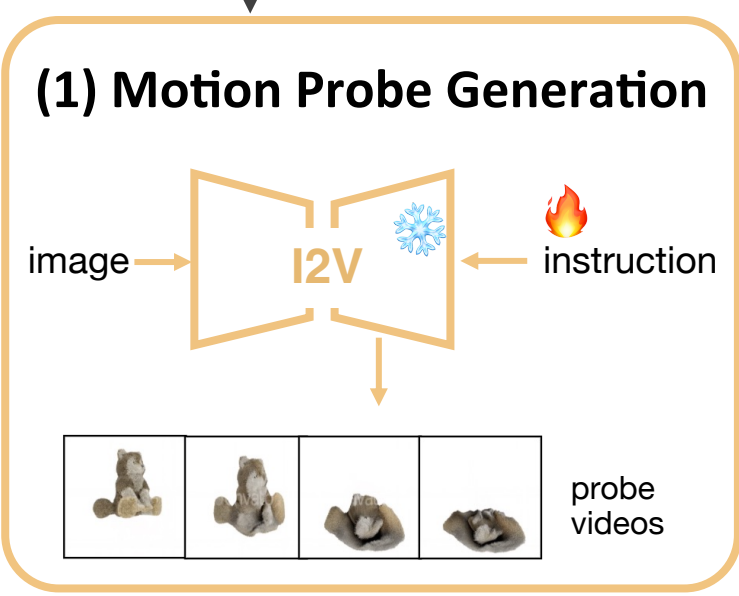 (1) Motion Probe Generation
image
I2V
instruction
probe
videos